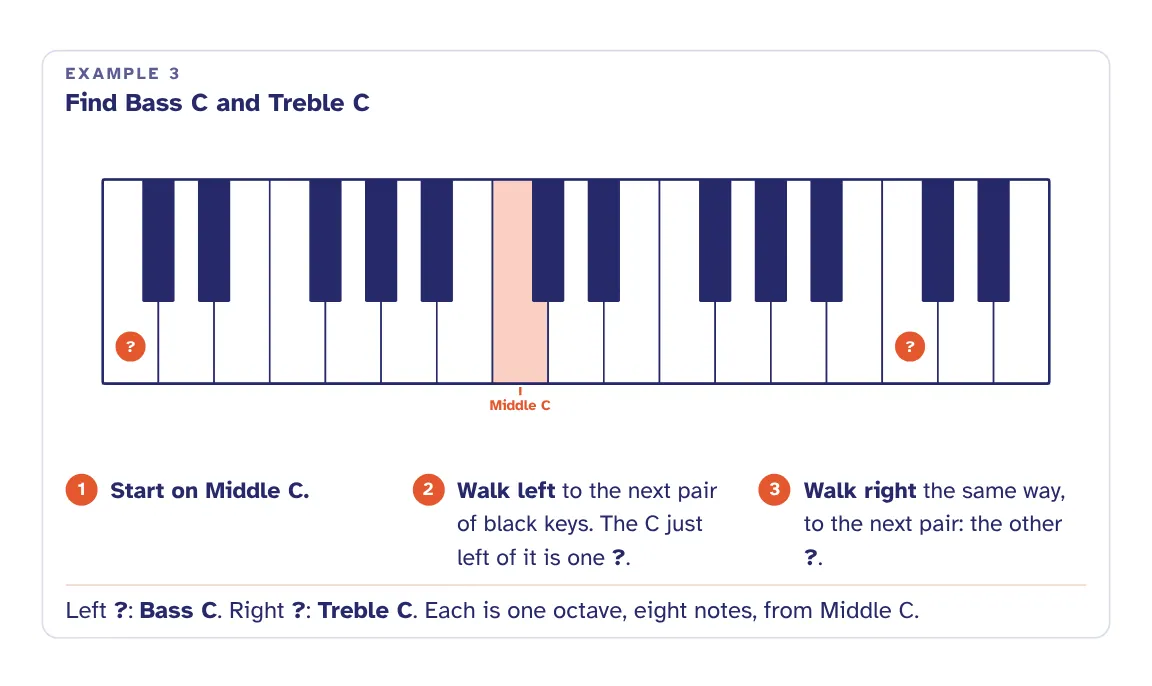 EXAMPLE 3
Find Bass C and Treble C
?
?
Middle C
1
Start on Middle C.
2
Walk left to the next pair
of black keys. The C just
left of it is one ?.
3
Walk right the same way,
to the next pair: the other
?.
Left ?: Bass C. Right ?: Treble C. Each is one octave, eight notes, from Middle C.